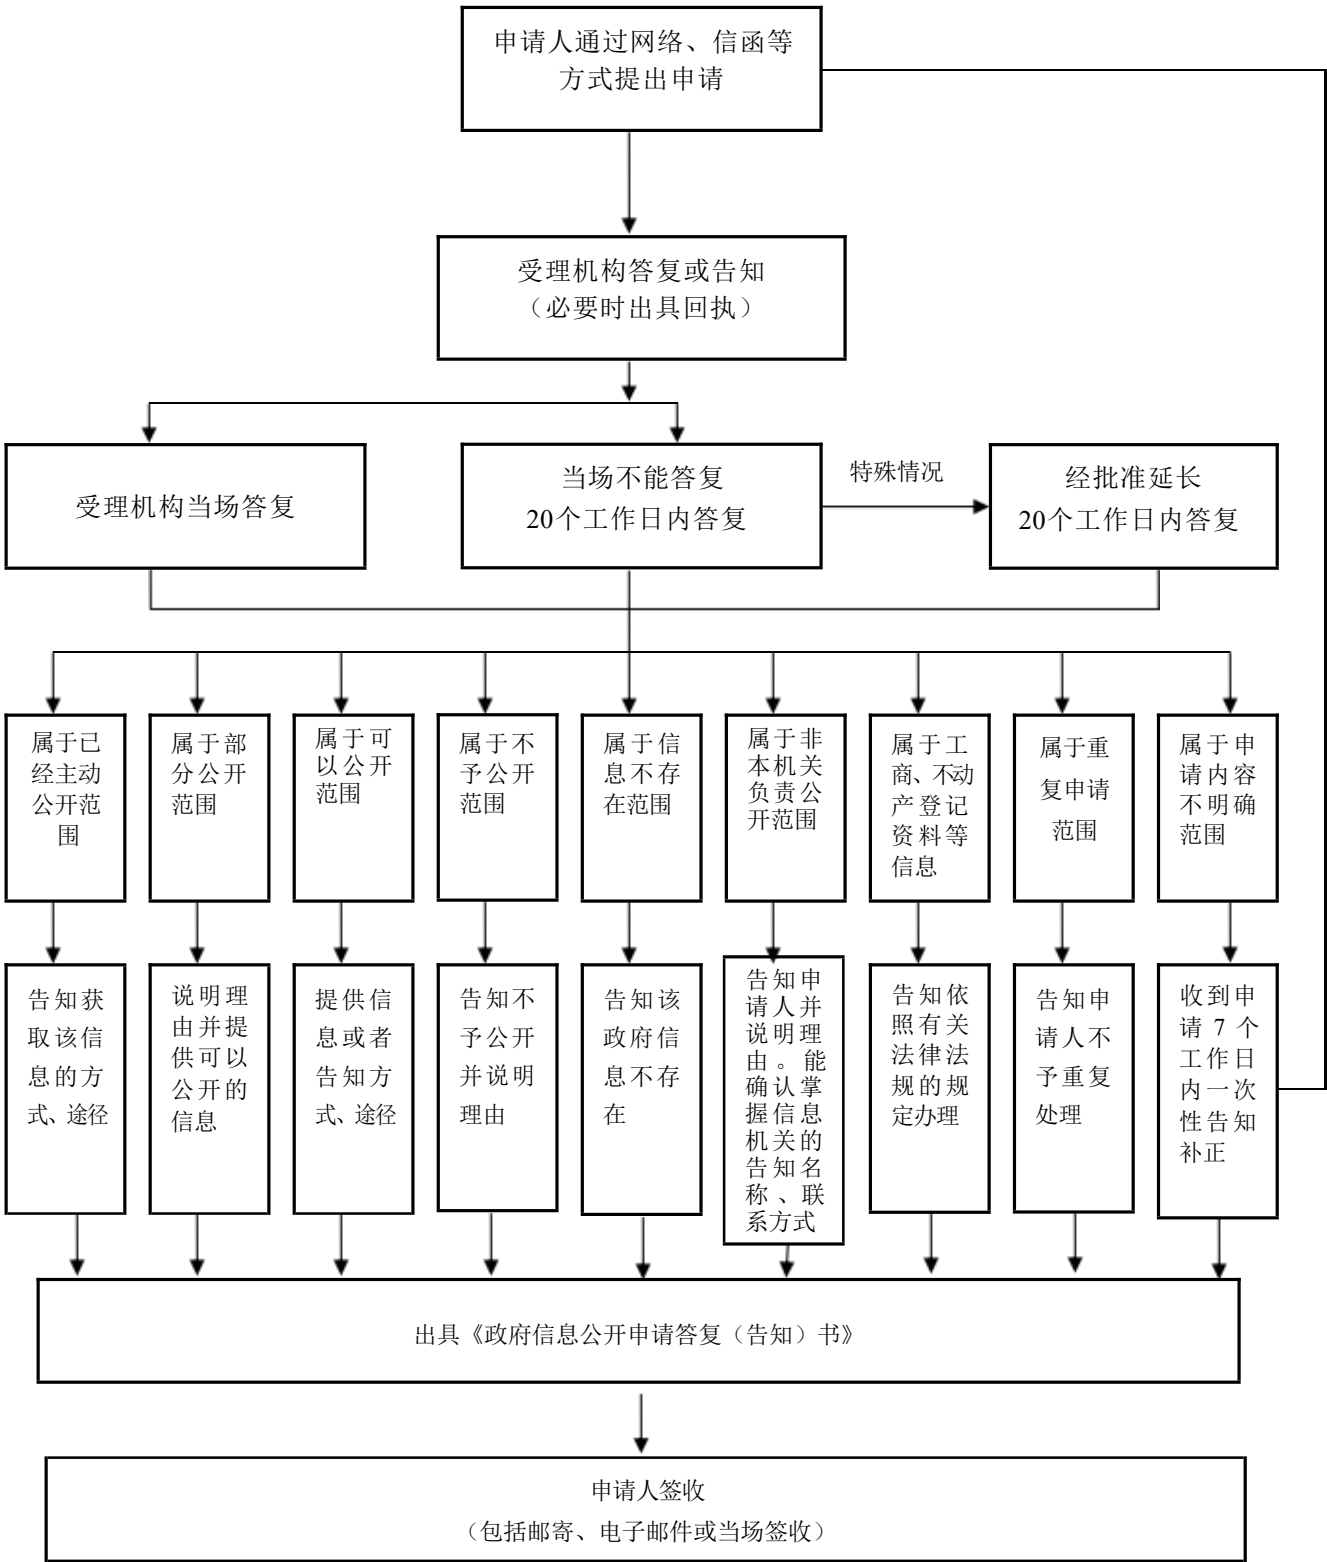 申请人通过网络、信函等
方式提出申请
受理机构答复或告知
（必要时出具回执）
受理机构当场答复
当场不能答复
20个工作日内答复
特殊情况
经批准延长
20个工作日内答复
属于已
经主动
公开范
围
属于部
分公开
范围
属于可
以公开
范围
属于不
予公开
范围
属于信
息不存
在范围
属于非
本机关
负责公
开范围
属于工
商、不动
产登记
资料等
信息
属于重
复申请
范围
属于申
请内容
不明确
范围
告知获
取该信
息的方
式、途径
说明理
由并提
供可以
公开的
信息
提供信
息或者
告知方
式、途径
告知不
予公开
并说明
理由
告知该
政府信
息不存
在
告知申
请人并
说明理
由。能
确认掌
握信息
机关的
告知名
称、联
系方式
告知依
照有关
法律法
规的规
定办理
告知申
请人不
予重复
处理
收到申
请 7 个
工作日
内一次
性告知
补正
出具《政府信息公开申请答复（告知）书》
申请人签收
（包括邮寄、电子邮件或当场签收）